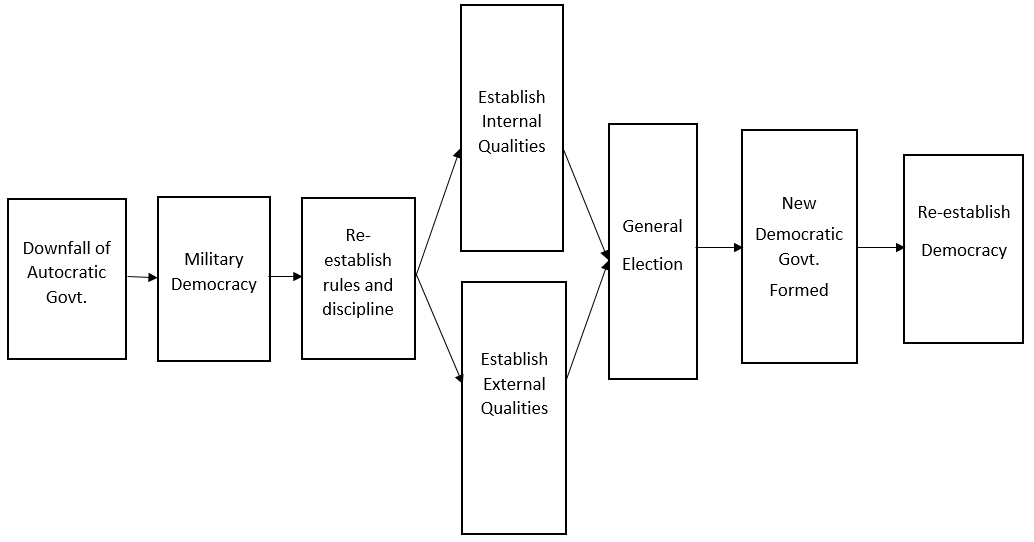 Downfall of
Autocratic
Govt.
Military
Democracy
Re-
establish
rules and
discipline
Establish
Internal
Qualities
Establish
External
Qualities
General
Election
New
Democratic
Govt.
Formed
Re-establish
Democracy